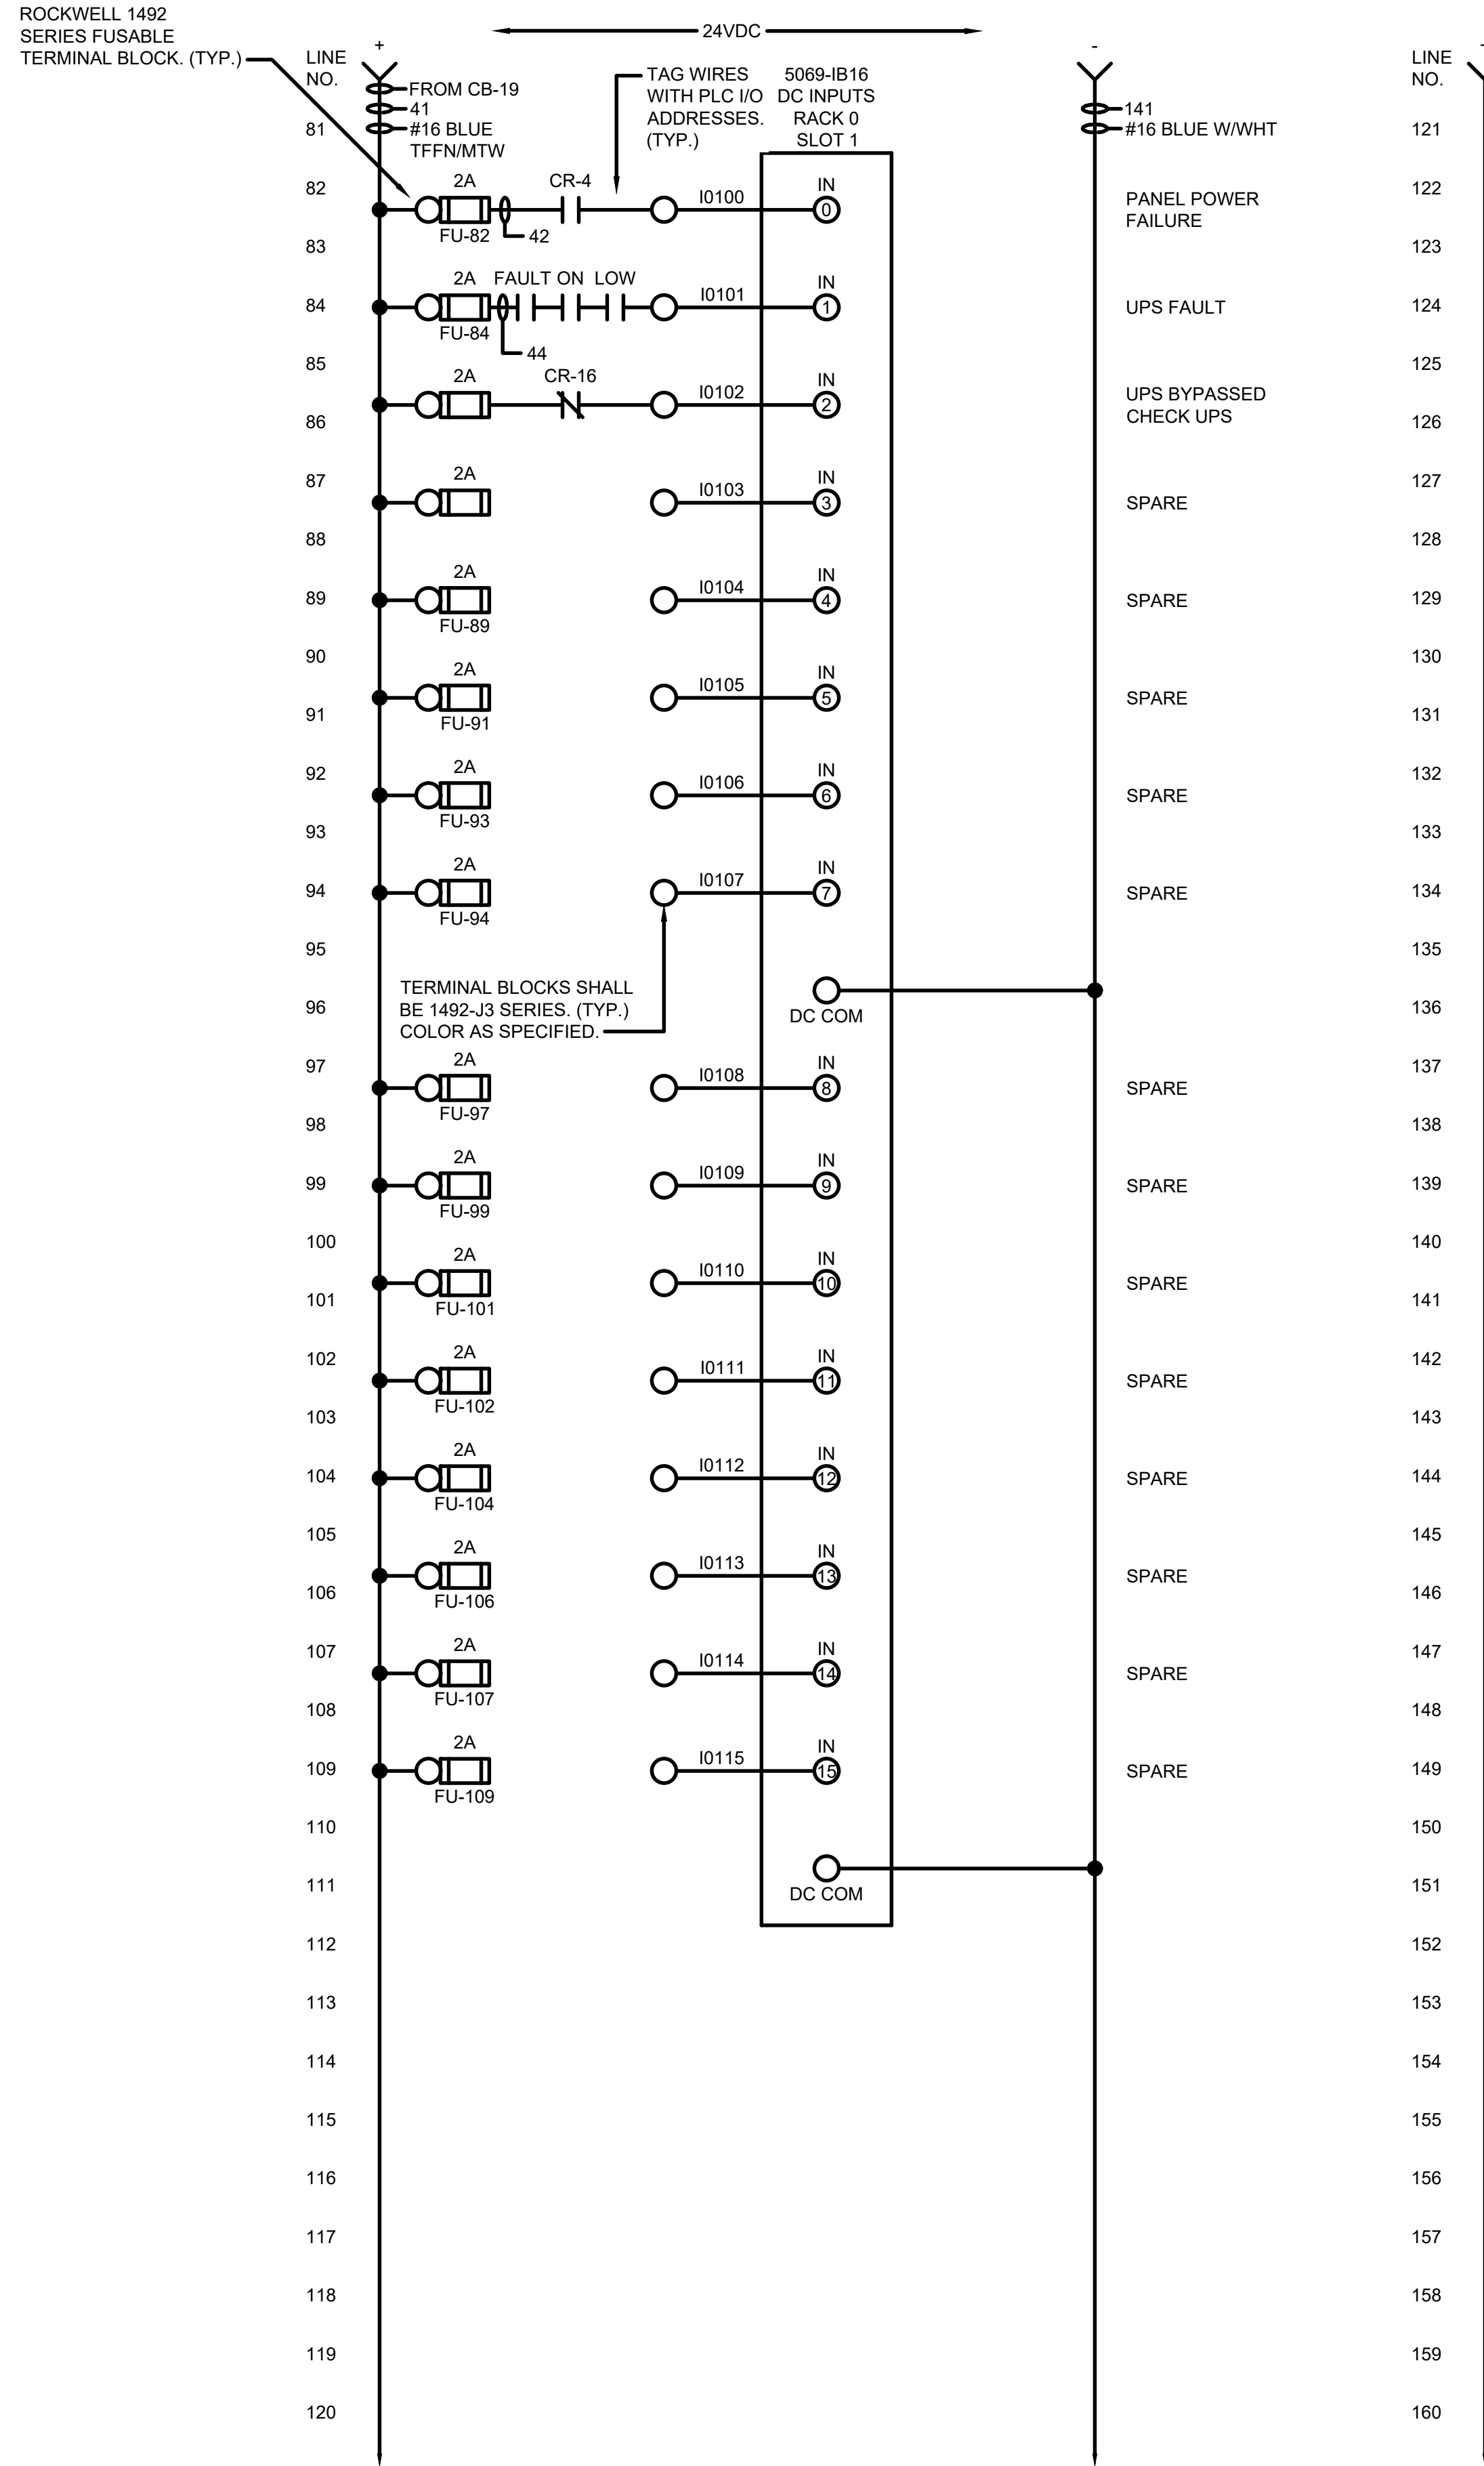 ROCKWELL 1492
SERIES FUSABLE
TERMINAL BLOCK. (TYP.)
LINE
NO.
+
24VDC
-
LINE
NO.
FROM CB-19
41
#16 BLUE
TFFN/MTW
TAG WIRES
WITH PLC I/O
ADDRESSES.
(TYP.)
5069-IB16
DC INPUTS
RACK 0
SLOT 1
141
#16 BLUE W/WHT
81
121
82
2A
CR-4
I0100
IN
0
FU-82
42
PANEL POWER
FAILURE
122
83
123
84
2A
FAULT ON LOW
I0101
IN
1
FU-84
44
UPS FAULT
124
85
125
2A
CR-16
I0102
IN
2
UPS BYPASSED
CHECK UPS
86
126
87
2A
I0103
IN
3
SPARE
127
88
128
89
2A
FU-89
I0104
IN
4
SPARE
129
90
130
2A
FU-91
I0105
IN
5
SPARE
91
131
92
2A
FU-93
I0106
IN
6
SPARE
132
93
133
94
2A
FU-94
I0107
IN
7
SPARE
134
95
135
TERMINAL BLOCKS SHALL
BE 1492-J3 SERIES. (TYP.)
COLOR AS SPECIFIED.
DC COM
96
136
97
2A
FU-97
I0108
IN
8
SPARE
137
98
138
99
2A
FU-99
I0109
IN
9
SPARE
139
100
140
2A
FU-101
I0110
IN
10
SPARE
101
141
102
2A
FU-102
I0111
IN
11
SPARE
142
103
143
104
2A
FU-104
I0112
IN
12
SPARE
144
105
145
2A
FU-106
I0113
IN
13
SPARE
106
146
107
2A
FU-107
I0114
IN
14
SPARE
147
108
148
109
2A
FU-109
I0115
IN
15
SPARE
149
110
150
DC COM
111
151
112
152
113
153
114
154
115
155
116
156
117
157
118
158
119
159
120
160